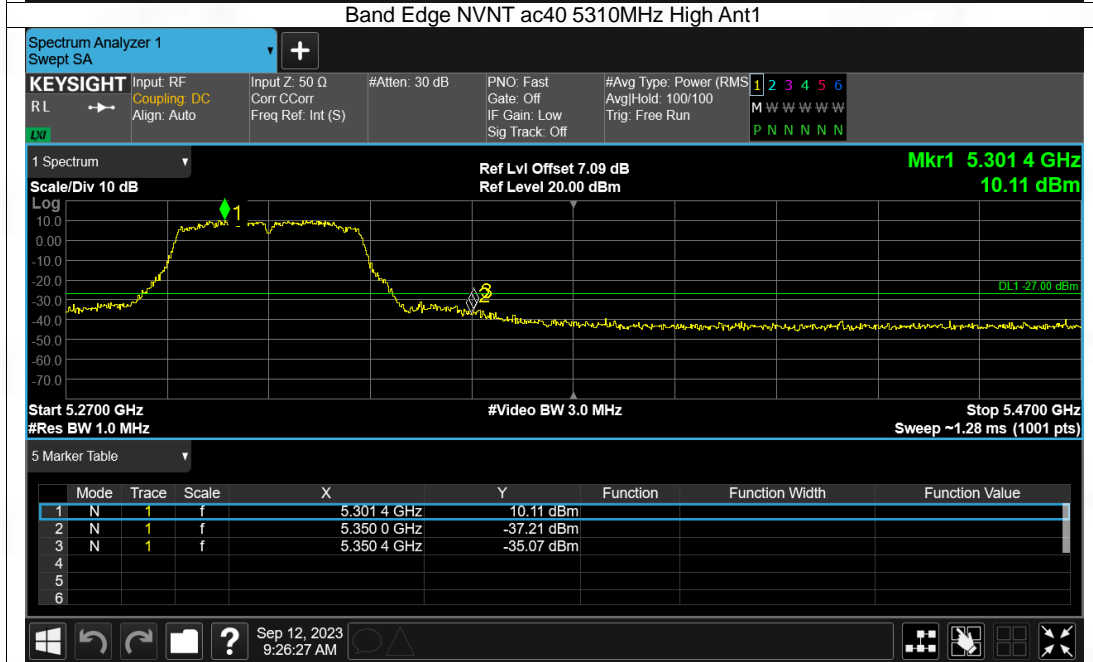 Band Edge NVNT ac40 5310MHz High Ant1
Spectrum Analyzer 1
Swept SA
+
KEYSIGHT Input: RF Input Z: 50 Ω #Atten: 30 dB PNO: Fast #Avg Type: Power (RMS 1 2 3 4 5 6
RL Coupling: DC Corr CCorr Gate: Off Avg|Hold: 100/100 M W W W W W
Align: Auto Freq Ref: Int (S) IF Gain: Low Trig: Free Run
LXI Sig Track: Off P N N N N N
1 Spectrum Ref Lvl Offset 7.09 dB Mkr1 5.301 4 GHz
Scale/Div 10 dB Ref Level 20.00 dBm 10.11 dBm
Log
1
10.0
0.00
-10.0
-20.0
DL1 -27.00 dBm
3
2
-30.0
-40.0
-50.0
-60.0
-70.0
Start 5.2700 GHz #Video BW 3.0 MHz Stop 5.4700 GHz
#Res BW 1.0 MHz Sweep ~1.28 ms (1001 pts)
5 Marker Table
Mode Trace Scale X Y Function Function Width Function Value
1 N 1 f 5.301 4 GHz 10.11 dBm
2 N 1 f 5.350 0 GHz -37.21 dBm
3 N 1 f 5.350 4 GHz -35.07 dBm
4
5
6
? Sep 12, 2023
9:26:27 AM